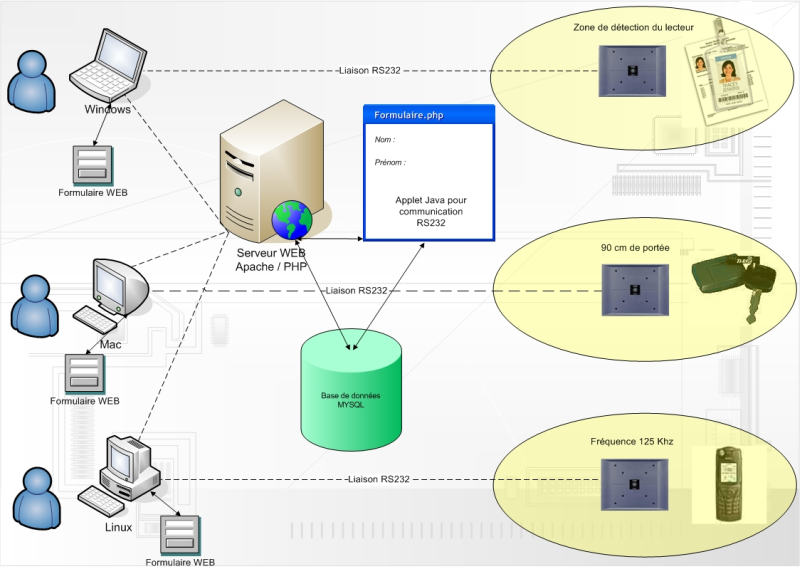 Zone de détection du lecteur
Liaison RS232
Windows
Formulaire WEB
Formulaire.php
Nom :
Prénom :
Applet Java pour
communication
RS232
Serveur WEB
Apache / PHP
90 cm de portée
Liaison RS232
Mac
Formulaire WEB
Base de données
MYSQL
Fréquence 125 Khz
Liaison RS232
Linux
Formulaire WEB